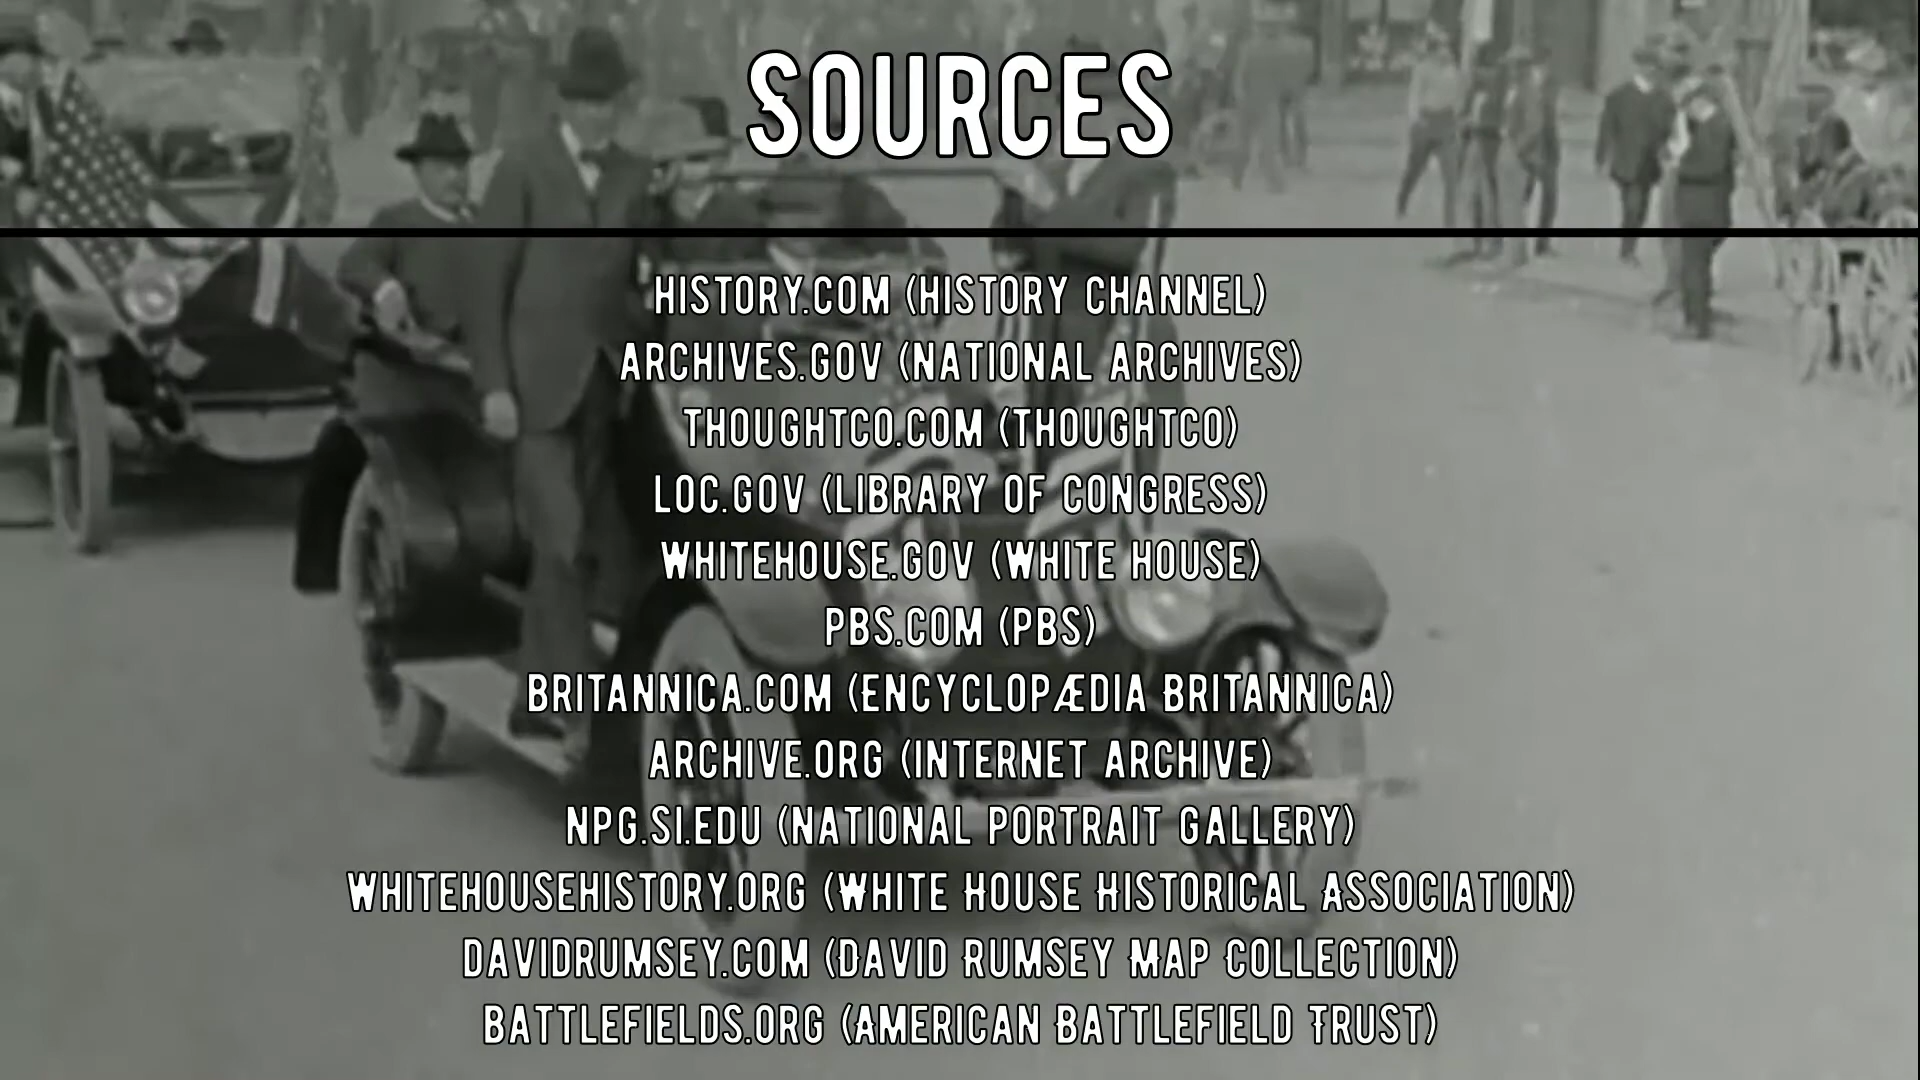 SOURCES
HISTORY.COM (HISTORY CHANNEL)
ARCHIVES.GOV (NATIONAL ARCHIVES)
THOUGHTCO.COM (THOUGHTCO)
LOC.GOV (LIBRARY OF CONGRESS)
WHITEHOUSE.GOV (WHITE HOUSE)
PBS.COM (PBS)
BRITANNICA.COM (ENCYCLOPÆDIA BRITANNICA)
ARCHIVE.ORG (INTERNET ARCHIVE)
NPG.SI.EDU (NATIONAL PORTRAIT GALLERY)
WHITEHOUSEHISTORY.ORG (WHITE HOUSE HISTORICAL ASSOCIATION)
DAVIDRUMSEY.COM (DAVID RUMSEY MAP COLLECTION)
BATTLEFIELDS.ORG (AMERICAN BATTLEFIELD TRUST)